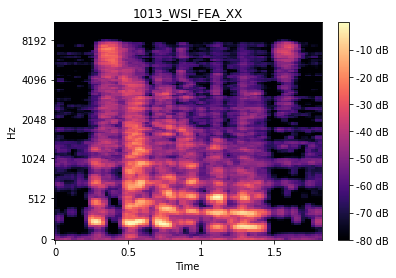 1013_WSI_FEA_XX
8192
4096
2048
1024
512
0
Hz
0
0.5
1
1.5
Time
-10 dB
-20 dB
-30 dB
-40 dB
-50 dB
-60 dB
-70 dB
-80 dB